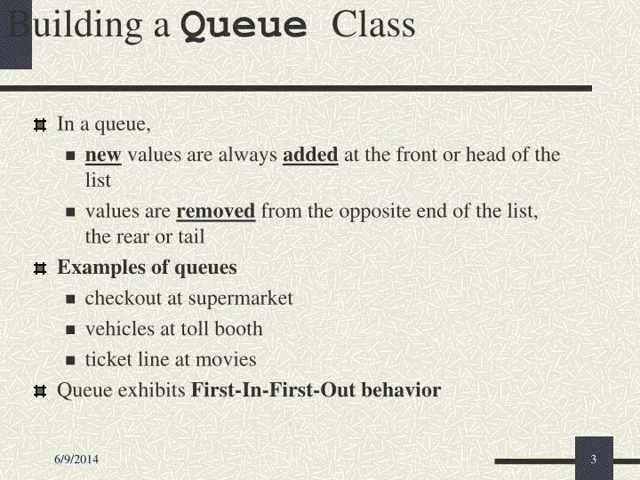 Building a Queue Class
In a queue,
new values are always added at the front or head of the
list
values are removed from the opposite end of the list,
the rear or tail
Examples of queues
checkout at supermarket
vehicles at toll booth
ticket line at movies
Queue exhibits First-In-First-Out behavior
6/9/2014
3